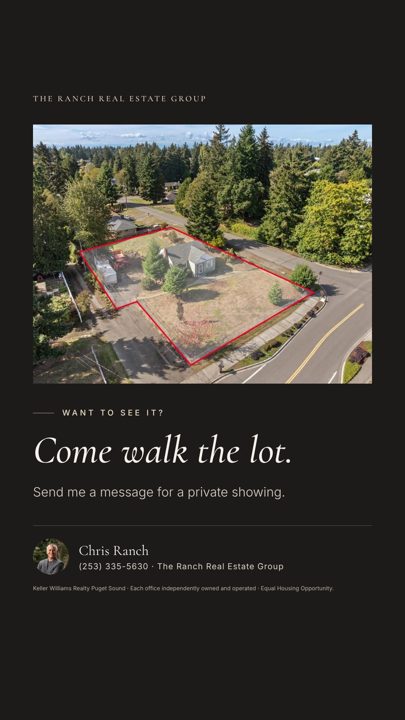 THE RANCH REAL ESTATE GROUP
WANT TO SEE IT?
Come walk the lot.
Send me a message for a private showing.
Chris Ranch
(253) 335-5630 · The Ranch Real Estate Group
Keller Williams Realty Puget Sound · Each office independently owned and operated · Equal Housing Opportunity.